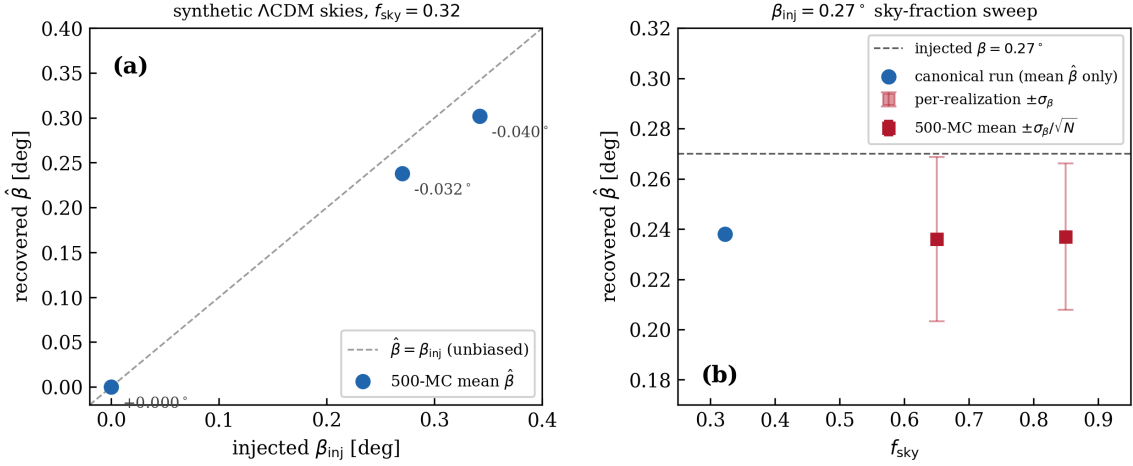 synthetic ΛCDM skies, f_sky = 0.32
(a)
recovered β̂ [deg]
0.40
0.35
0.30
0.25
0.20
0.15
0.10
0.05
0.00
-0.040°
-0.032°
+0.000°
β̂ = β_inj (unbiased)
500-MC mean β̂
0.0
0.1
0.2
0.3
0.4
injected β_inj [deg]
β_inj = 0.27° sky-fraction sweep
recovered β̂ [deg]
0.32
0.30
0.28
0.26
0.24
0.22
0.20
0.18
injected β = 0.27°
canonical run (mean β̂ only)
per-realization ±σ_β
500-MC mean ±σ_β/√N
(b)
0.3
0.4
0.5
0.6
0.7
0.8
0.9
f_sky